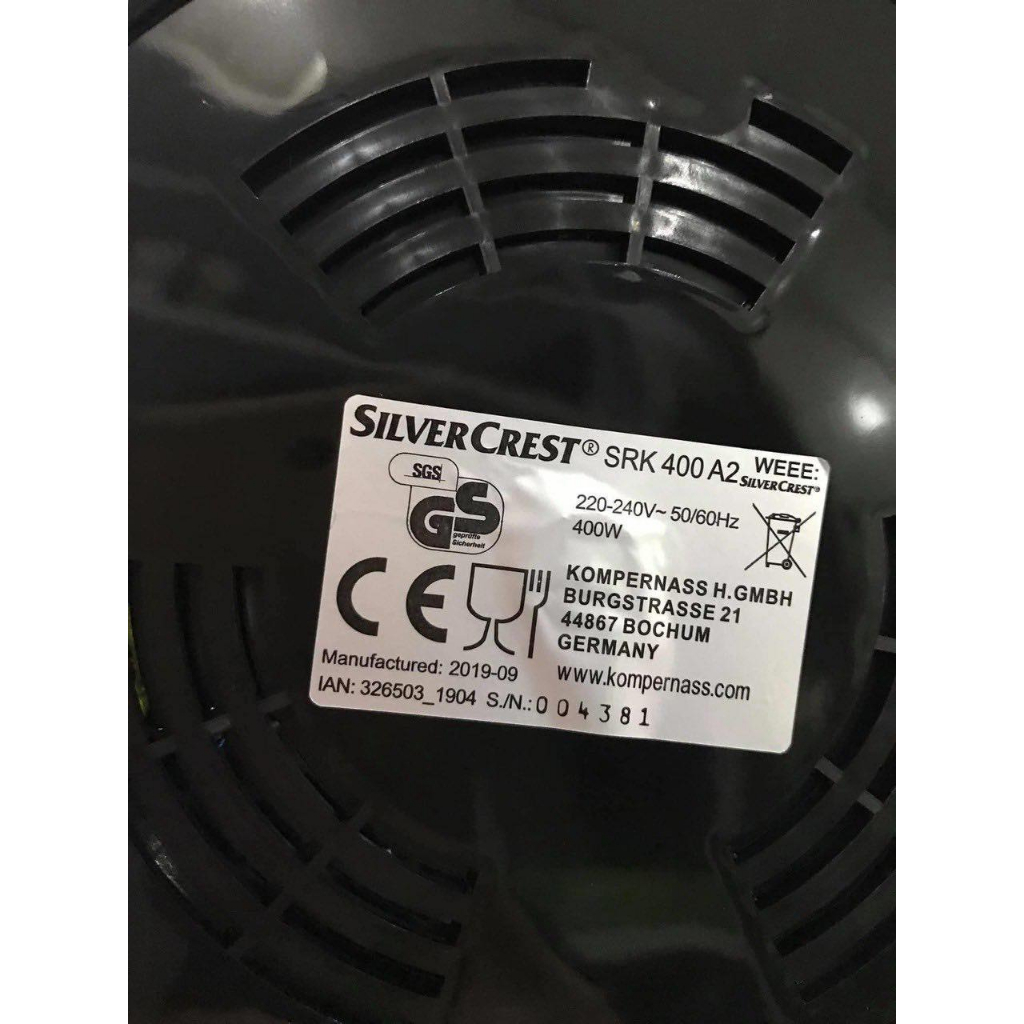 SILVERCREST® SRK 400 A2
WEEE:
SILVERCREST®
SGS
GS
geprüfte
Sicherheit
220-240V~ 50/60Hz
400W
CE
KOMPERNASS H.GMBH
BURGSTRASSE 21
44867 BOCHUM
GERMANY
www.kompernass.com
Manufactured: 2019-09
IAN: 326503_1904 S./N.: 004381